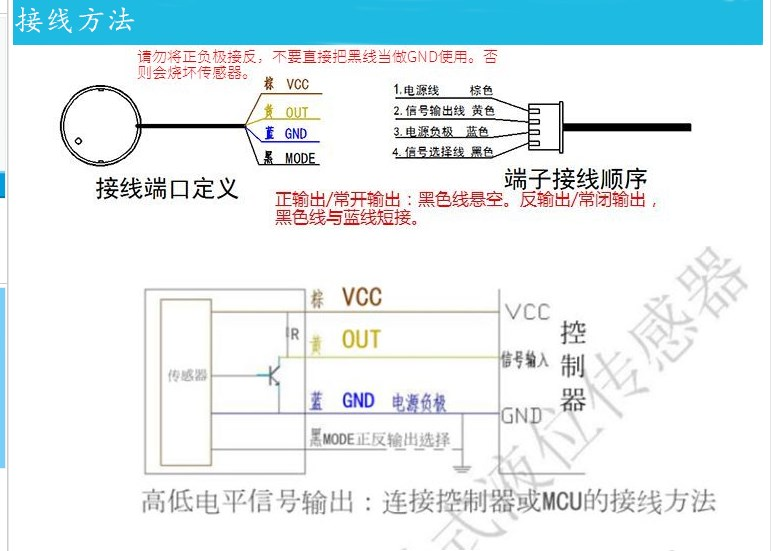 接线方法
请勿将正负极接反，不要直接把黑线当做GND使用。否
则会烧坏传感器。
棕 VCC
黄 OUT
蓝 GND
黑 MODE
接线端口定义
1.电源线 棕色
2.信号输出线 黄色
3.电源负极 蓝色
4.信号选择线 黑色
端子接线顺序
正输出/常开输出：黑色线悬空。反输出/常闭输出，
黑色线与蓝线短接。
传感器
R
棕 VCC
黄 OUT
蓝 GND 电源负极
黑MODE正反输出选择
VCC
信号输入
GND
控制器
高低电平信号输出：连接控制器或MCU的接线方法
式液位传感器